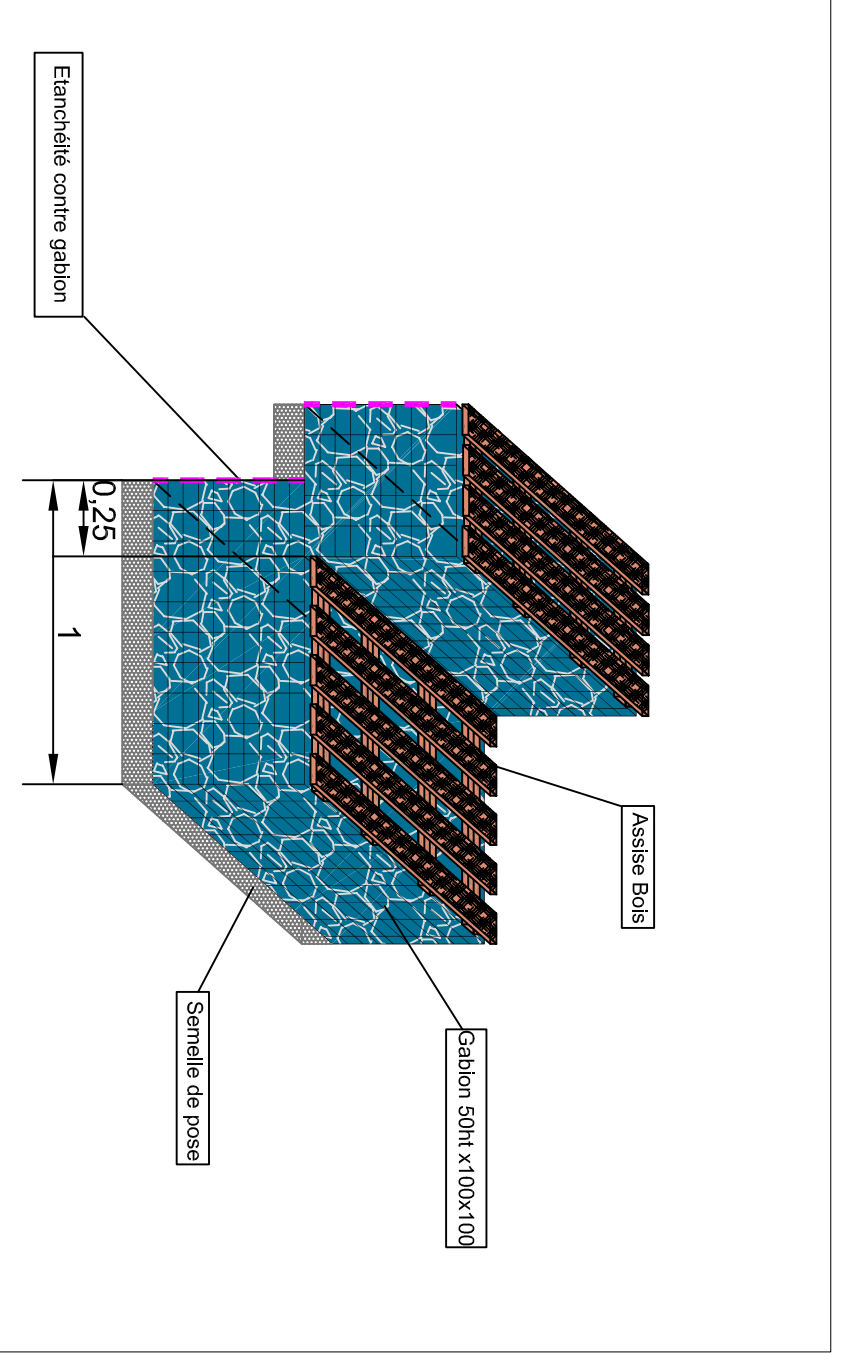 Etanchéité contre gabion
0,25
1
Assise Bois
Semelle de pose
Gabion 50ht x100x100